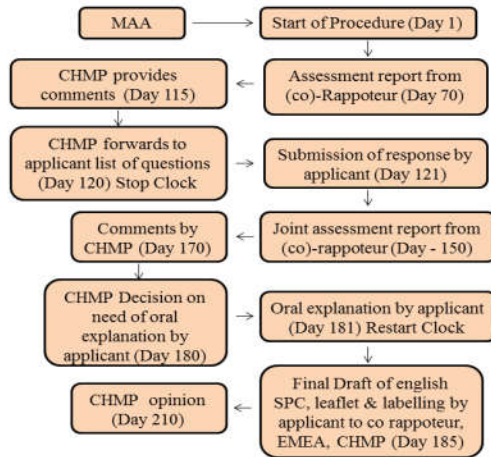 MAA
Start of Procedure (Day 1)
Assessment report from
(co)-Rappoteur (Day 70)
CHMP provides
comments (Day 115)
CHMP forwards to
applicant list of questions
(Day 120) Stop Clock
Submission of response by
applicant (Day 121)
Joint assessment report from
(co)-rappoteur (Day - 150)
Comments by
CHMP (Day 170)
CHMP Decision on
need of oral
explanation by
applicant (Day 180)
Oral explanation by applicant
(Day 181) Restart Clock
Final Draft of english
SPC, leaflet & labelling by
applicant to co rappoteur,
EMEA, CHMP (Day 185)
CHMP opinion
(Day 210)